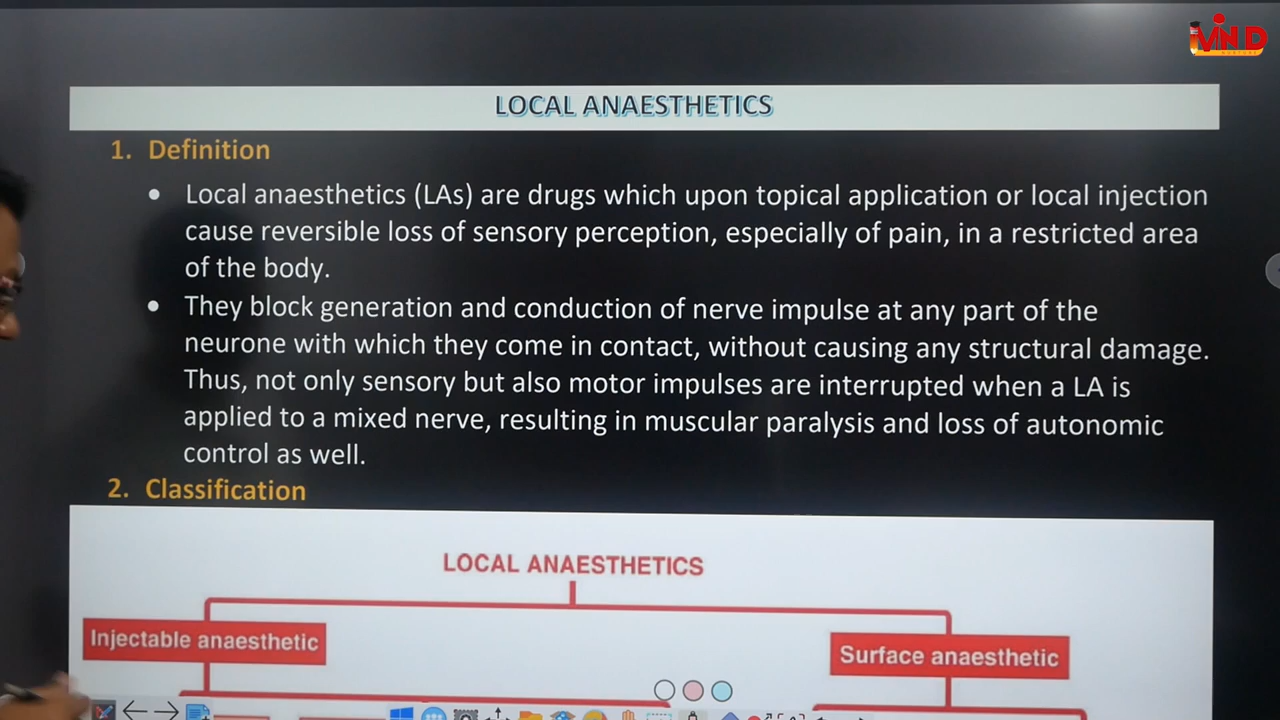 MIND
LOCAL ANAESTHETICS
1. Definition
• Local anaesthetics (LAs) are drugs which upon topical application or local injection
cause reversible loss of sensory perception, especially of pain, in a restricted area
of the body.
• They block generation and conduction of nerve impulse at any part of the
neurone with which they come in contact, without causing any structural damage.
Thus, not only sensory but also motor impulses are interrupted when a LA is
applied to a mixed nerve, resulting in muscular paralysis and loss of autonomic
control as well.
2. Classification
LOCAL ANAESTHETICS
Injectable anaesthetic
Surface anaesthetic